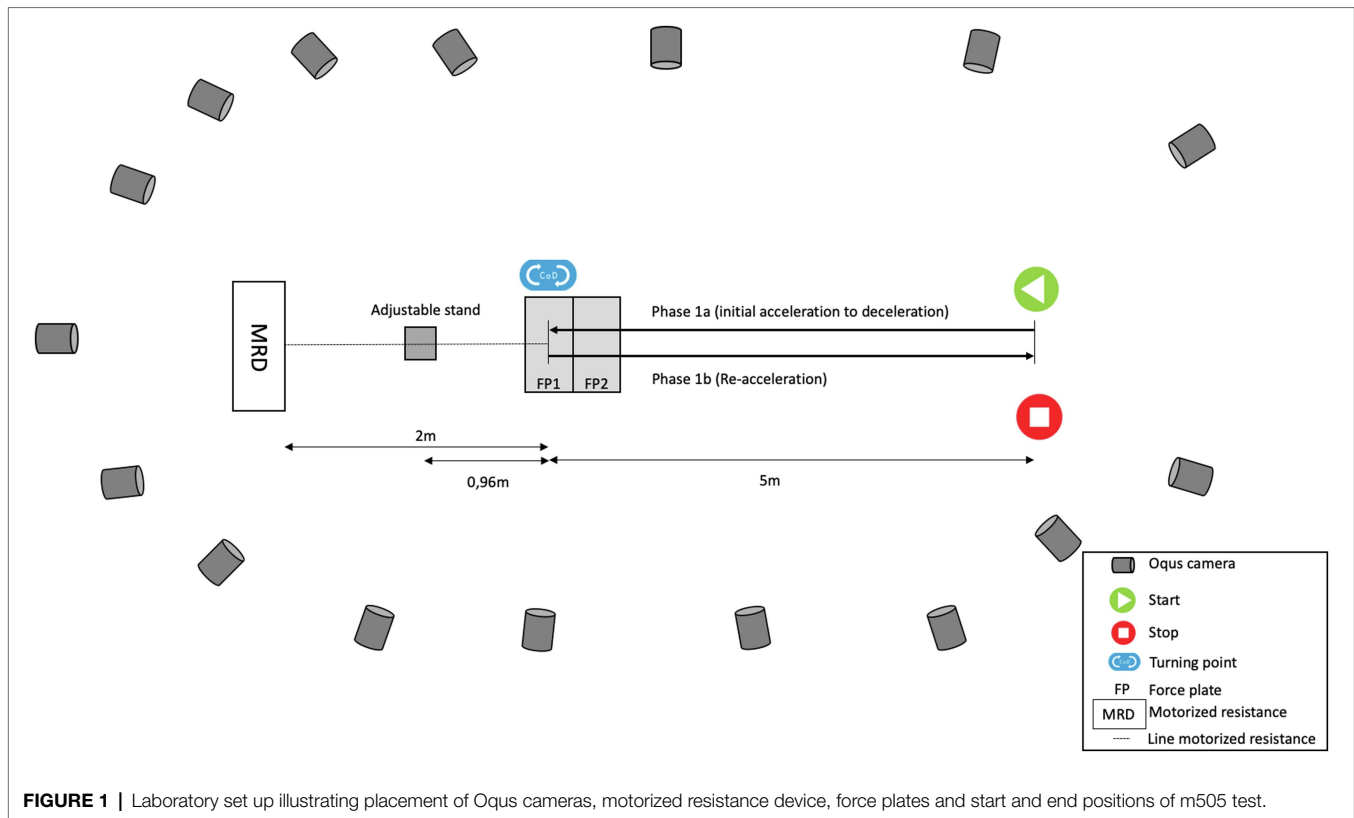 CoD
Adjustable stand
Phase 1a (initial acceleration to deceleration)
MRD
FP1 FP2
Phase 1b (Re-acceleration)
2m
0,96m
5m
Oqus camera
Start
Stop
CoD Turning point
FP Force plate
MRD Motorized resistance
Line motorized resistance
FIGURE 1 | Laboratory set up illustrating placement of Oqus cameras, motorized resistance device, force plates and start and end positions of m505 test.